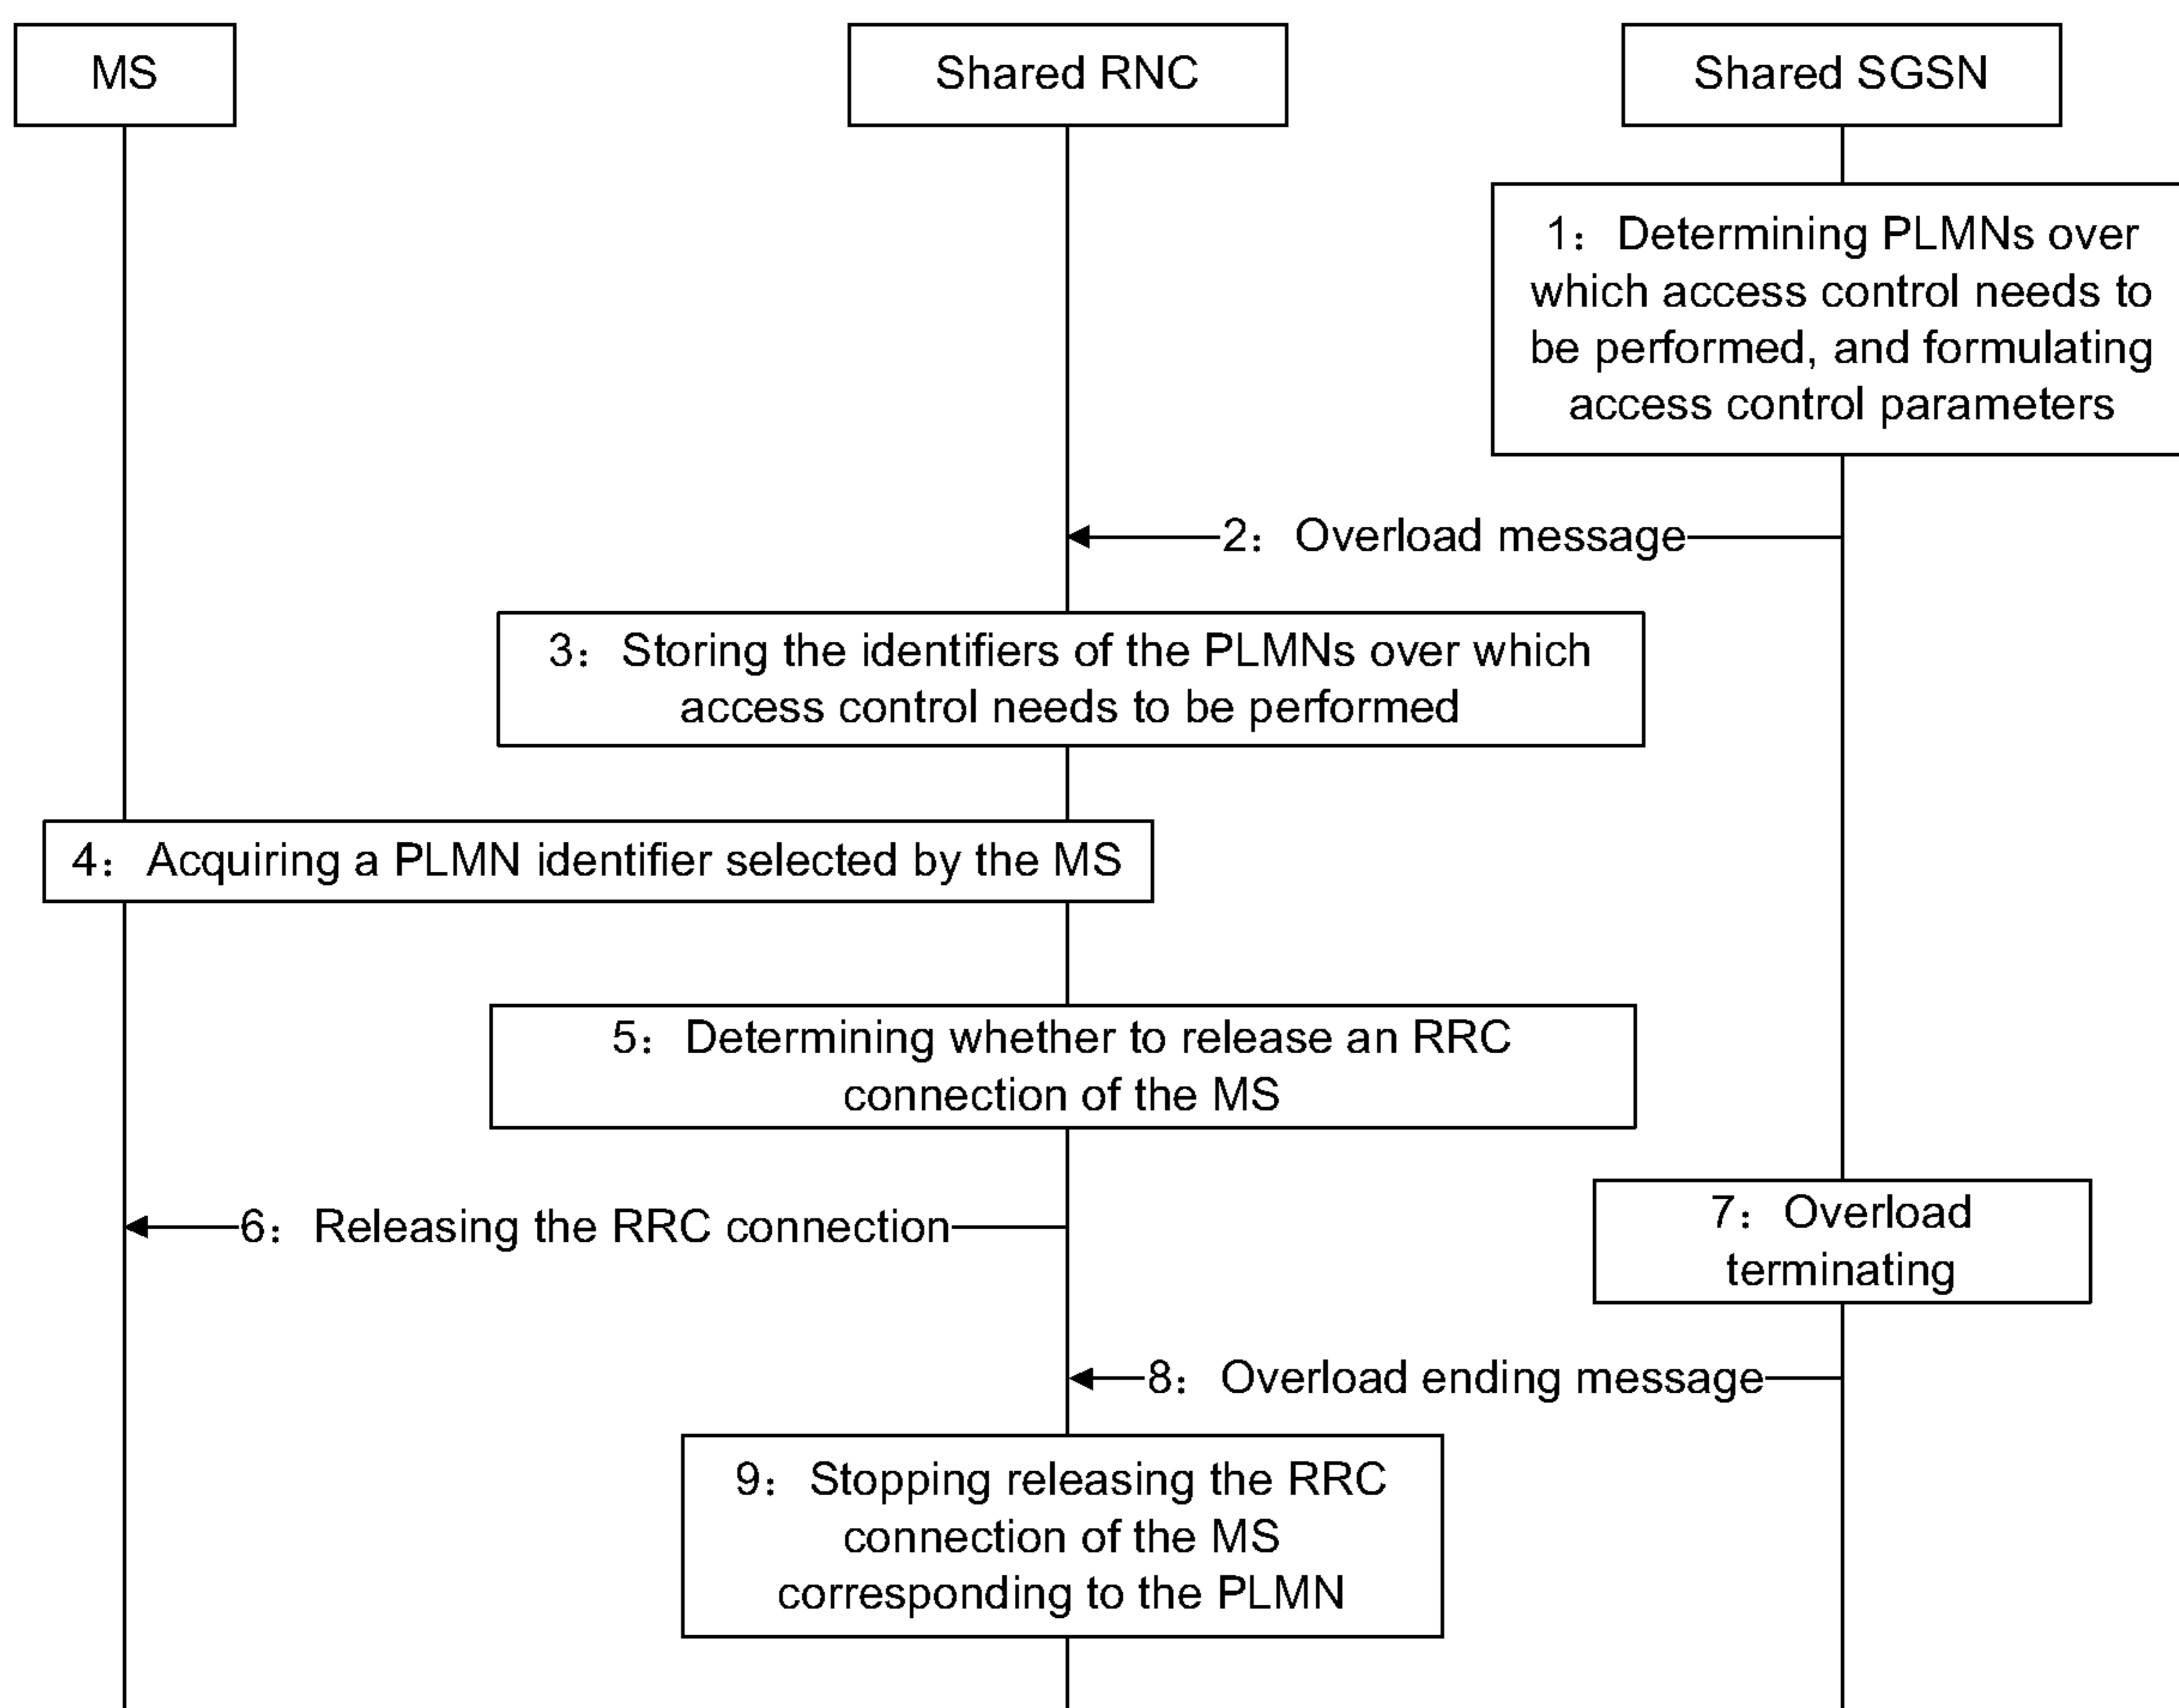 MS
Shared RNC
Shared SGSN
1: Determining PLMNs over
which access control needs to
be performed, and formulating
access control parameters
2: Overload message
3: Storing the identifiers of the PLMNs over which
access control needs to be performed
4: Acquiring a PLMN identifier selected by the MS
5: Determining whether to release an RRC
connection of the MS
6: Releasing the RRC connection
7: Overload
terminating
8: Overload ending message
9: Stopping releasing the RRC
connection of the MS
corresponding to the PLMN